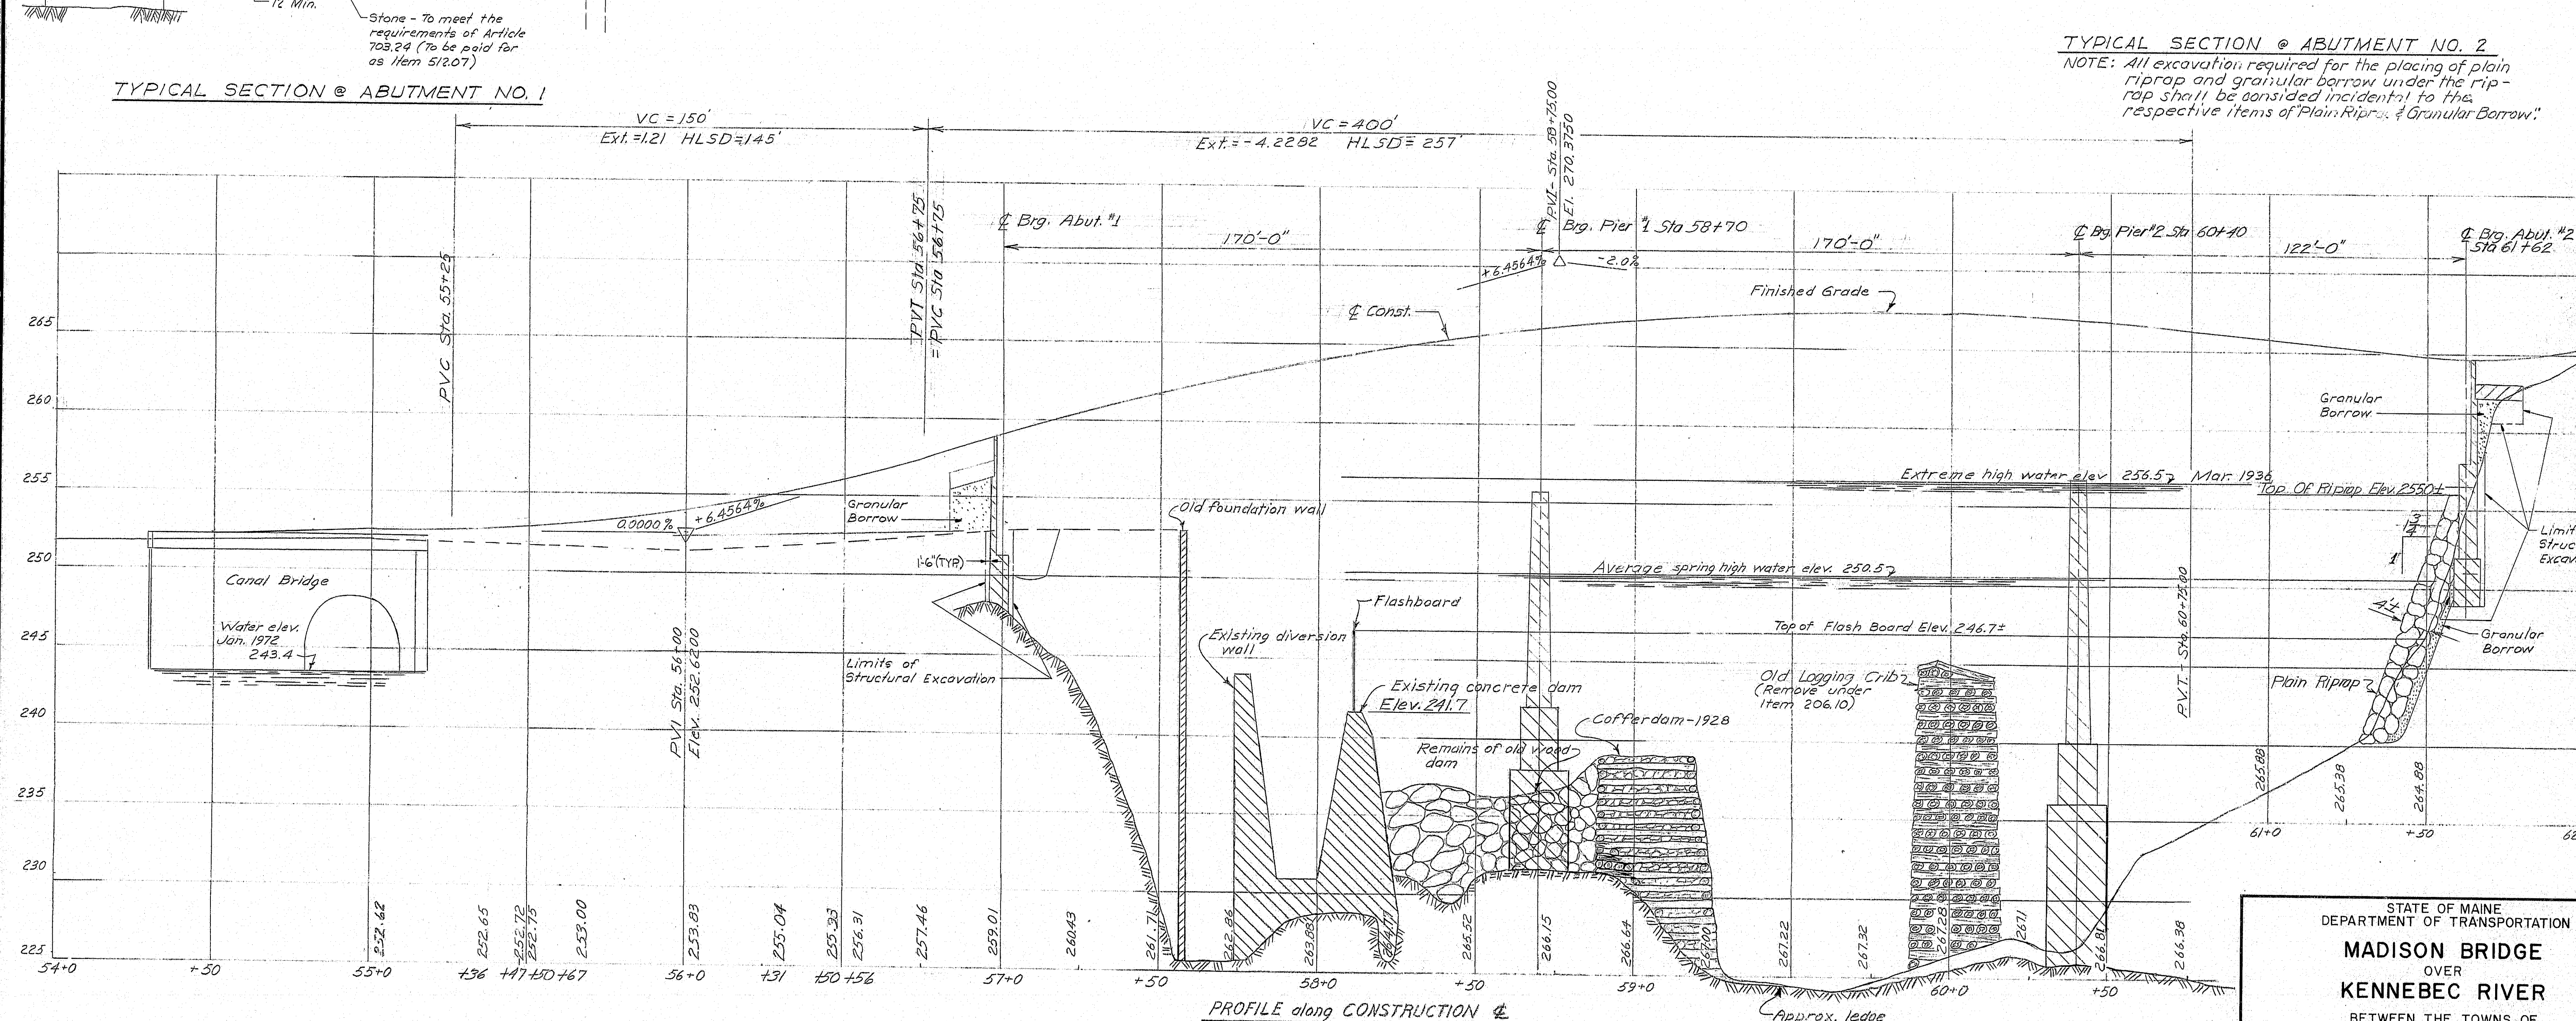 12" Min.
Stone - To meet the
requirements of Article
703.24 (To be paid for
as Item 512.07)
TYPICAL SECTION @ ABUTMENT NO. 1
TYPICAL SECTION @ ABUTMENT NO. 2
NOTE: All excavation required for the placing of plain
riprap and granular borrow under the rip-
rap shall be consided incidental to the
respective items of "Plain Riprap & Granular Borrow".
VC = 150'
Ext. = 1.21 HLSD = 145'
VC = 400'
Ext. = -4.2282 HLSD = 257'
PVI - Sta. 58+75.00
El. 270.3750
PVC Sta. 55+25
PVT Sta 56+75
= PVC Sta 56+75
℄ Brg. Abut. #1
170'-0"
℄ Brg. Pier #1 Sta 58+70
170'-0"
℄ Bg. Pier #2 Sta 60+40
122'-0"
℄ Brg. Abut. #2
Sta 61+62
+6.4564%
-2.0%
Finished Grade
℄ Const.
265
260
255
250
245
240
235
230
225
0.0000%
+6.4564%
Granular
Borrow
1'-6" (TYP)
Old foundation wall
Canal Bridge
Water elev.
Jan. 1972
243.4
PVI Sta. 56+00
Elev. 252.6200
Limits of
Structural Excavation
Existing diversion
wall
Flashboard
Existing concrete dam
Elev. 241.7
Remains of old wood
dam
Cofferdam-1928
Extreme high water elev 256.5 Mar. 1936
Average spring high water elev. 250.5
Top of Flash Board Elev. 246.7±
Old Logging Crib
(Remove under
Item 206.10)
P.V.T. - Sta. 60+75.00
Granular
Borrow
Top Of Riprap Elev. 255.0±
1"
4'±
Plain Riprap
Granular
Borrow
265.88
265.38
264.88
61+0
+50
252.62
252.65
252.72
252.75
253.00
253.83
255.04
255.33
256.31
257.46
259.01
260.43
261.71
262.86
263.88
265.52
266.15
266.64
267.00
267.22
267.32
267.28
267.1
266.81
266.38
54+0
+50
55+0
+36
+47
+50
+67
56+0
+31
+50
+56
57+0
+50
58+0
+50
59+0
60+0
+50
PROFILE along CONSTRUCTION ℄
Approx. ledge
STATE OF MAINE
DEPARTMENT OF TRANSPORTATION
MADISON BRIDGE
OVER
KENNEBEC RIVER
BETWEEN THE TOWNS OF